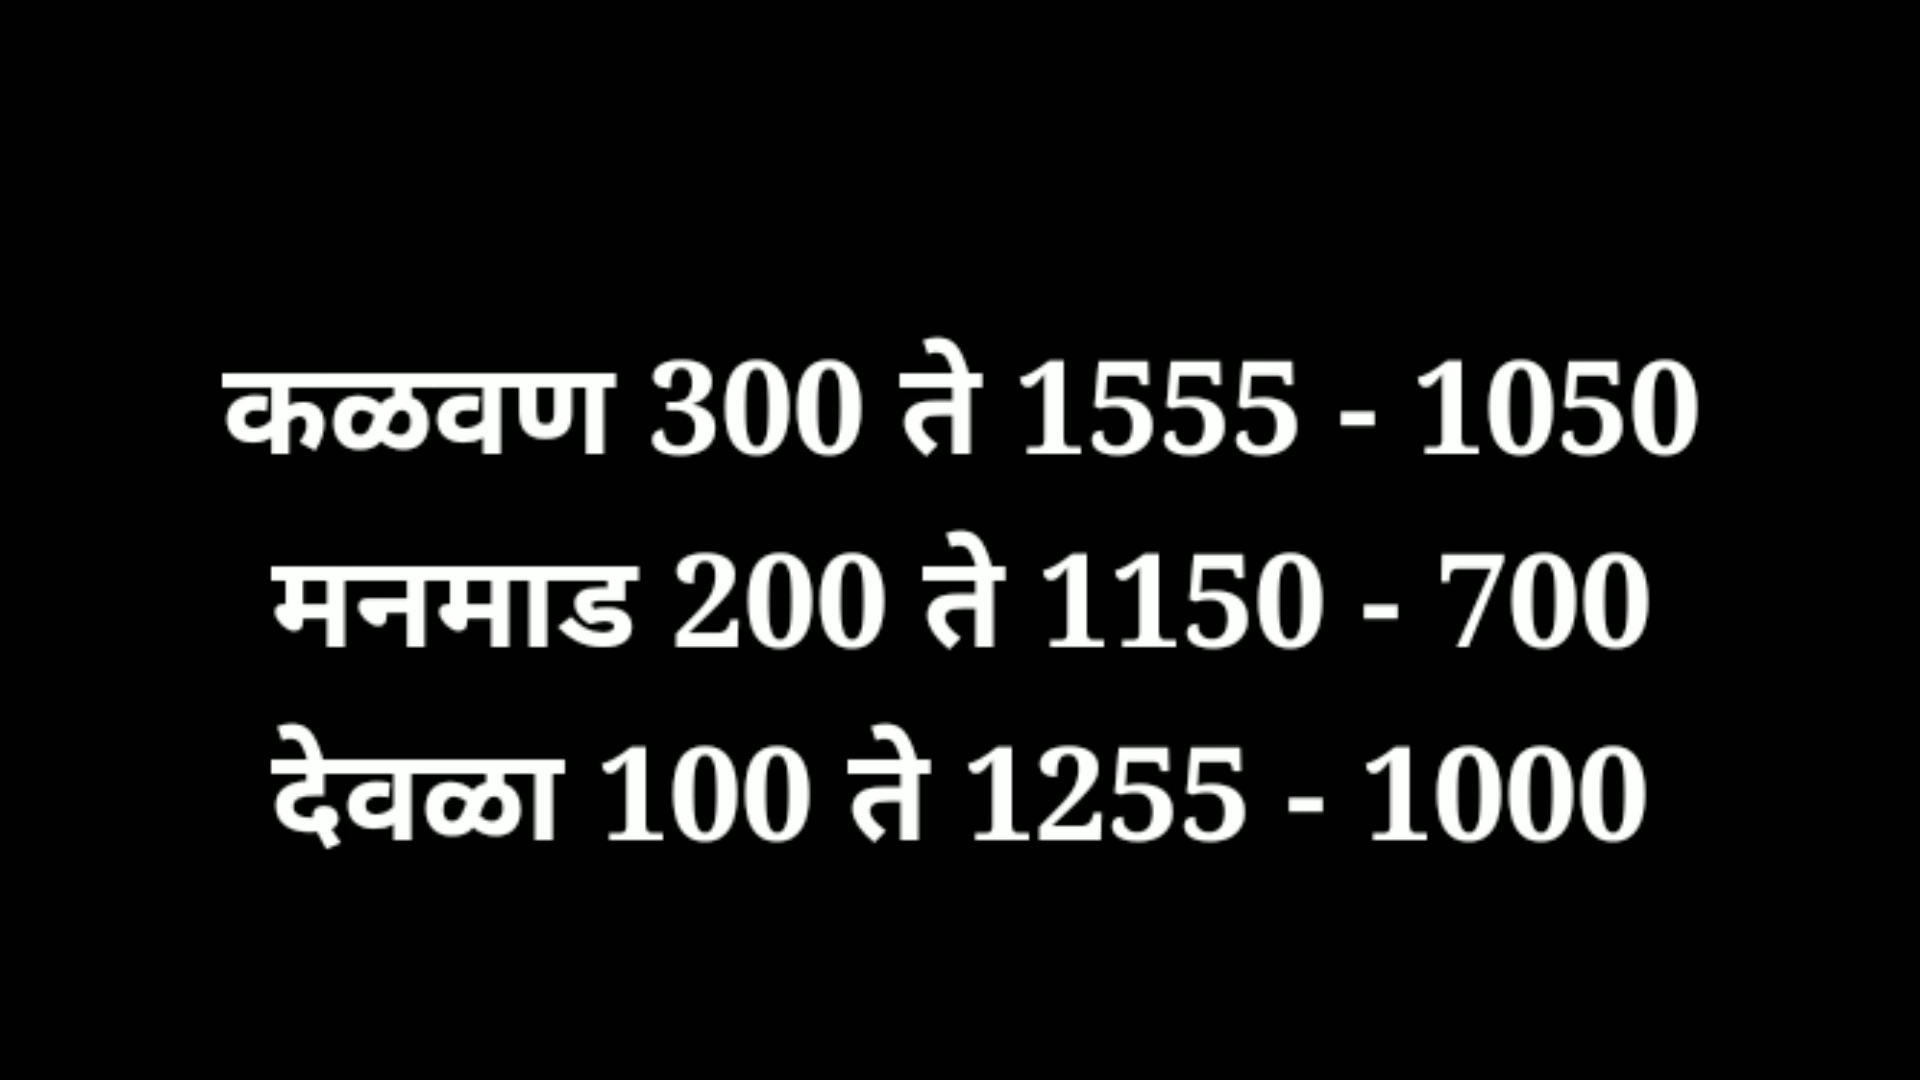 कळवण 300 ते 1555 - 1050
मनमाड 200 ते 1150 - 700
देवळा 100 ते 1255 - 1000